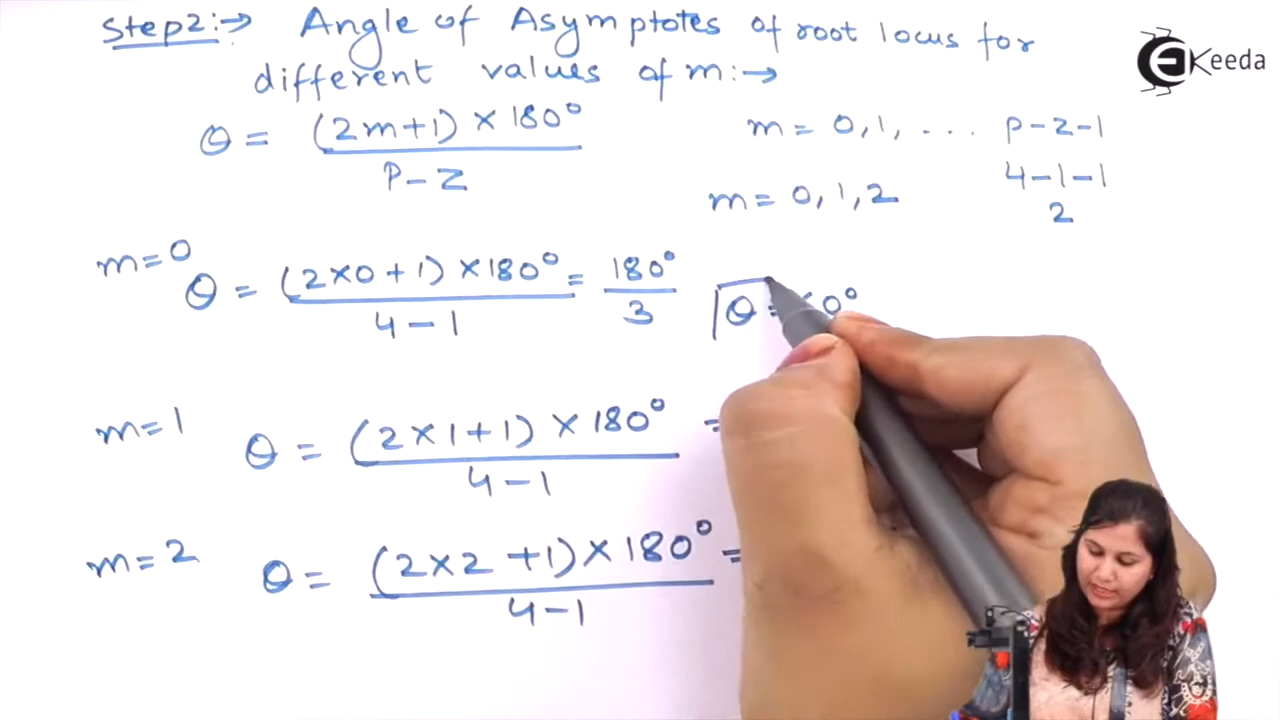 Step2:→ Angle of Asymptotes of root locus for
different values of m:→
θ = (2m+1) × 180° / P-Z
m = 0,1, ... P-Z-1
4-1-1
m = 0,1,2
2
m=0 θ = (2×0+1) ×180° / 4-1 = 180° / 3 θ = 0°
m=1 θ = (2×1+1) × 180° / 4-1 =
m=2 θ = (2×2+1)×180° / 4-1 =
EKeeda